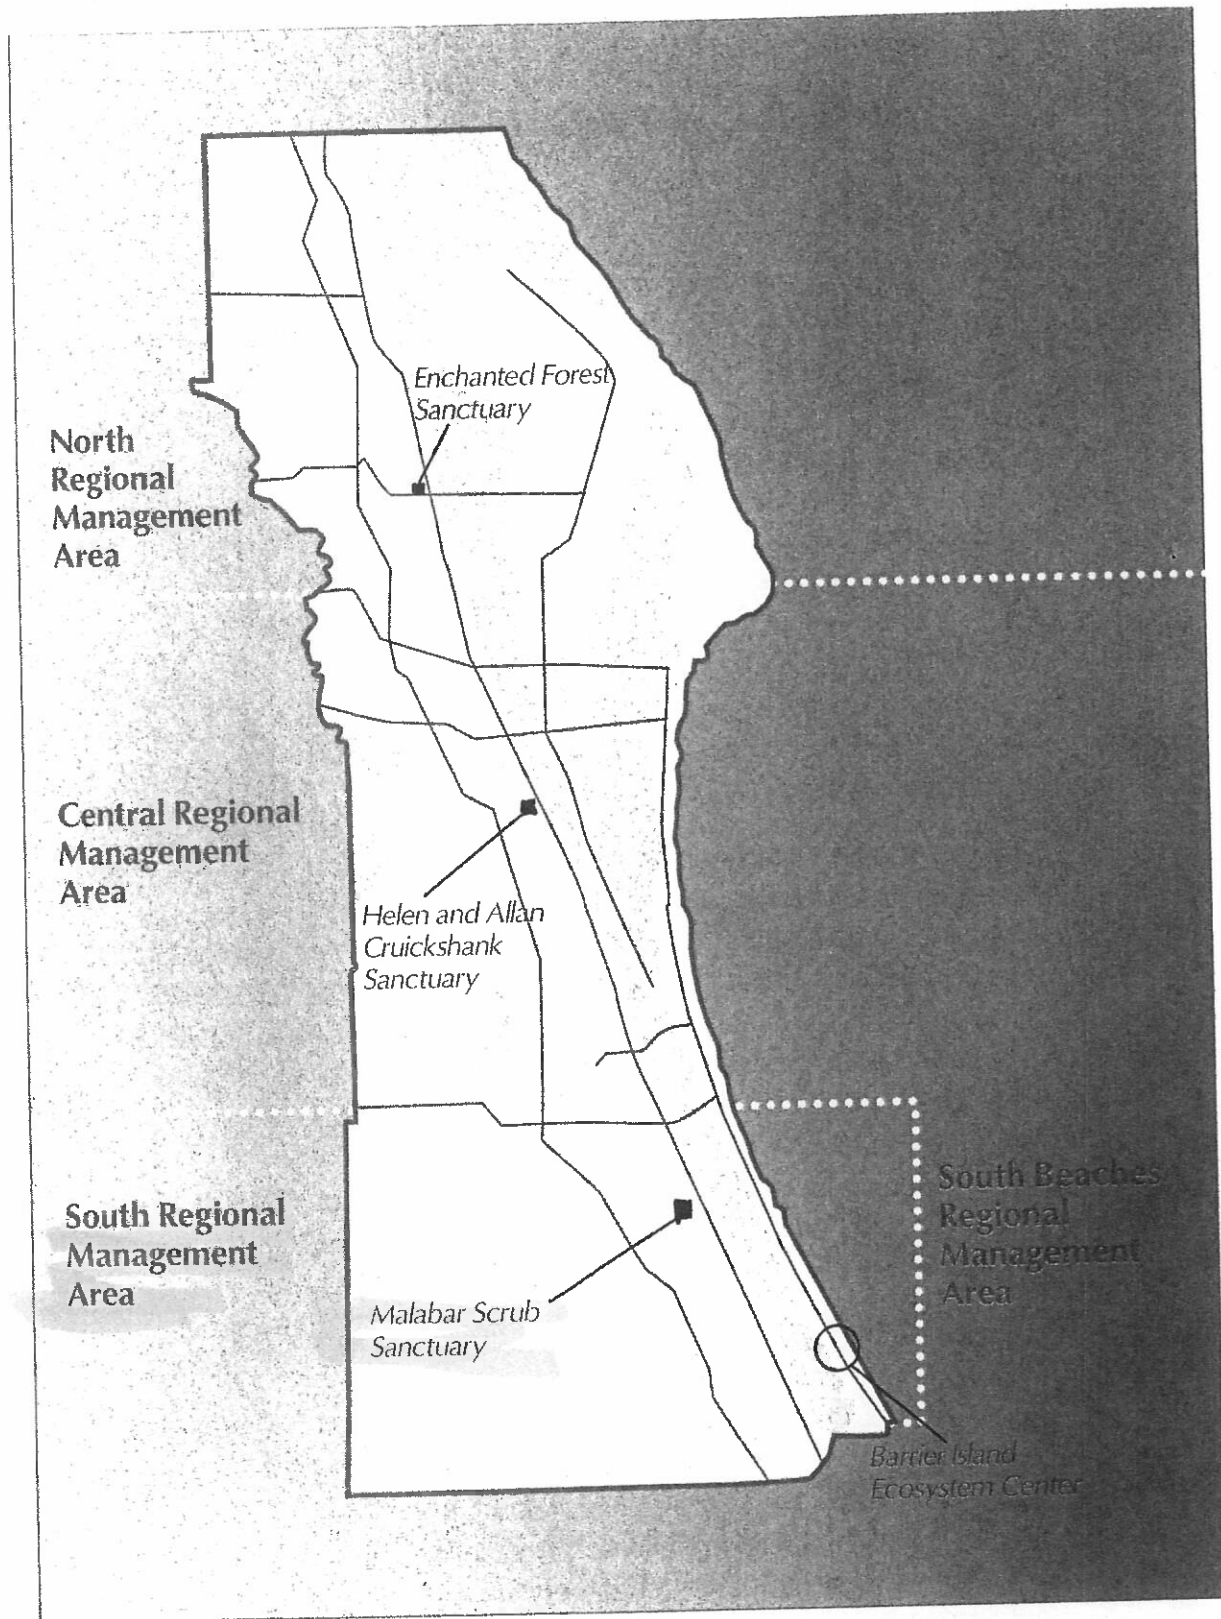 Enchanted Forest
Sanctuary
North
Regional
Management
Area
Central Regional
Management
Area
Helen and Allan
Cruickshank
Sanctuary
South Regional
Management
Area
South Beaches
Regional
Management
Area
Malabar Scrub
Sanctuary
Barrier Island
Ecosystem Center